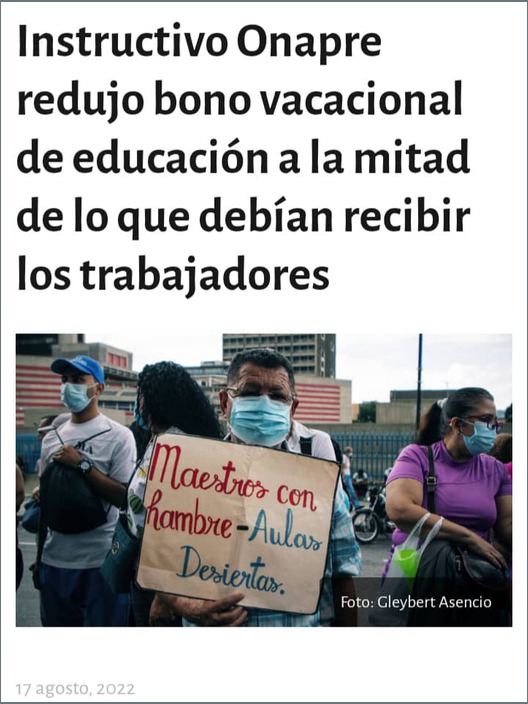 Instructivo Onapre
redujo bono vacacional
de educación a la mitad
de lo que debían recibir
los trabajadores
Maestros con
hambre-Aulas
Desiertas.
Foto: Gleybert Asencio
17 agosto, 2022